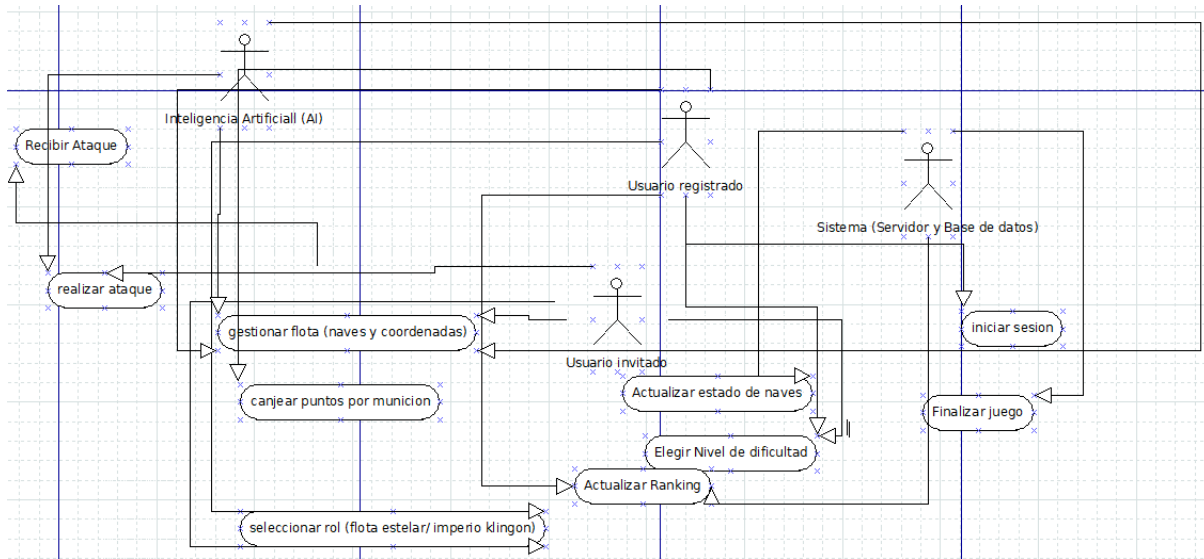 Inteligencia Artificiall (AI)
Recibir Ataque
Usuario registrado
Sistema (Servidor y Base de datos)
realizar ataque
gestionar flota (naves y coordenadas)
iniciar sesion
Usuario invitado
Actualizar estado de naves
canjear puntos por municion
Finalizar juego
Elegir Nivel de dificultad
Actualizar Ranking
seleccionar rol (flota estelar/ imperio klingon)